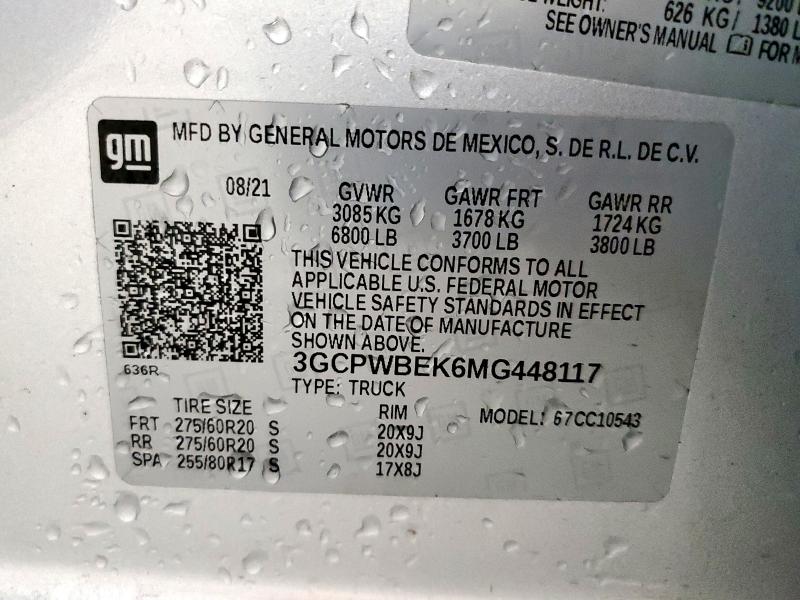 626 KG/ 1380 L
SEE OWNER'S MANUAL FOR
gm
MFD BY GENERAL MOTORS DE MEXICO, S. DE R.L. DE C.V.
08/21 GVWR GAWR FRT GAWR RR
3085 KG 1678 KG 1724 KG
6800 LB 3700 LB 3800 LB
THIS VEHICLE CONFORMS TO ALL
APPLICABLE U.S. FEDERAL MOTOR
VEHICLE SAFETY STANDARDS IN EFFECT
ON THE DATE OF MANUFACTURE
SHOWN ABOVE.
636R
3GCPWBEK6MG448117
TYPE: TRUCK
TIRE SIZE RIM MODEL: 67CC10543
FRT 275/60R20 S 20X9J
RR 275/60R20 S 20X9J
SPA 255/80R17 S 17X8J